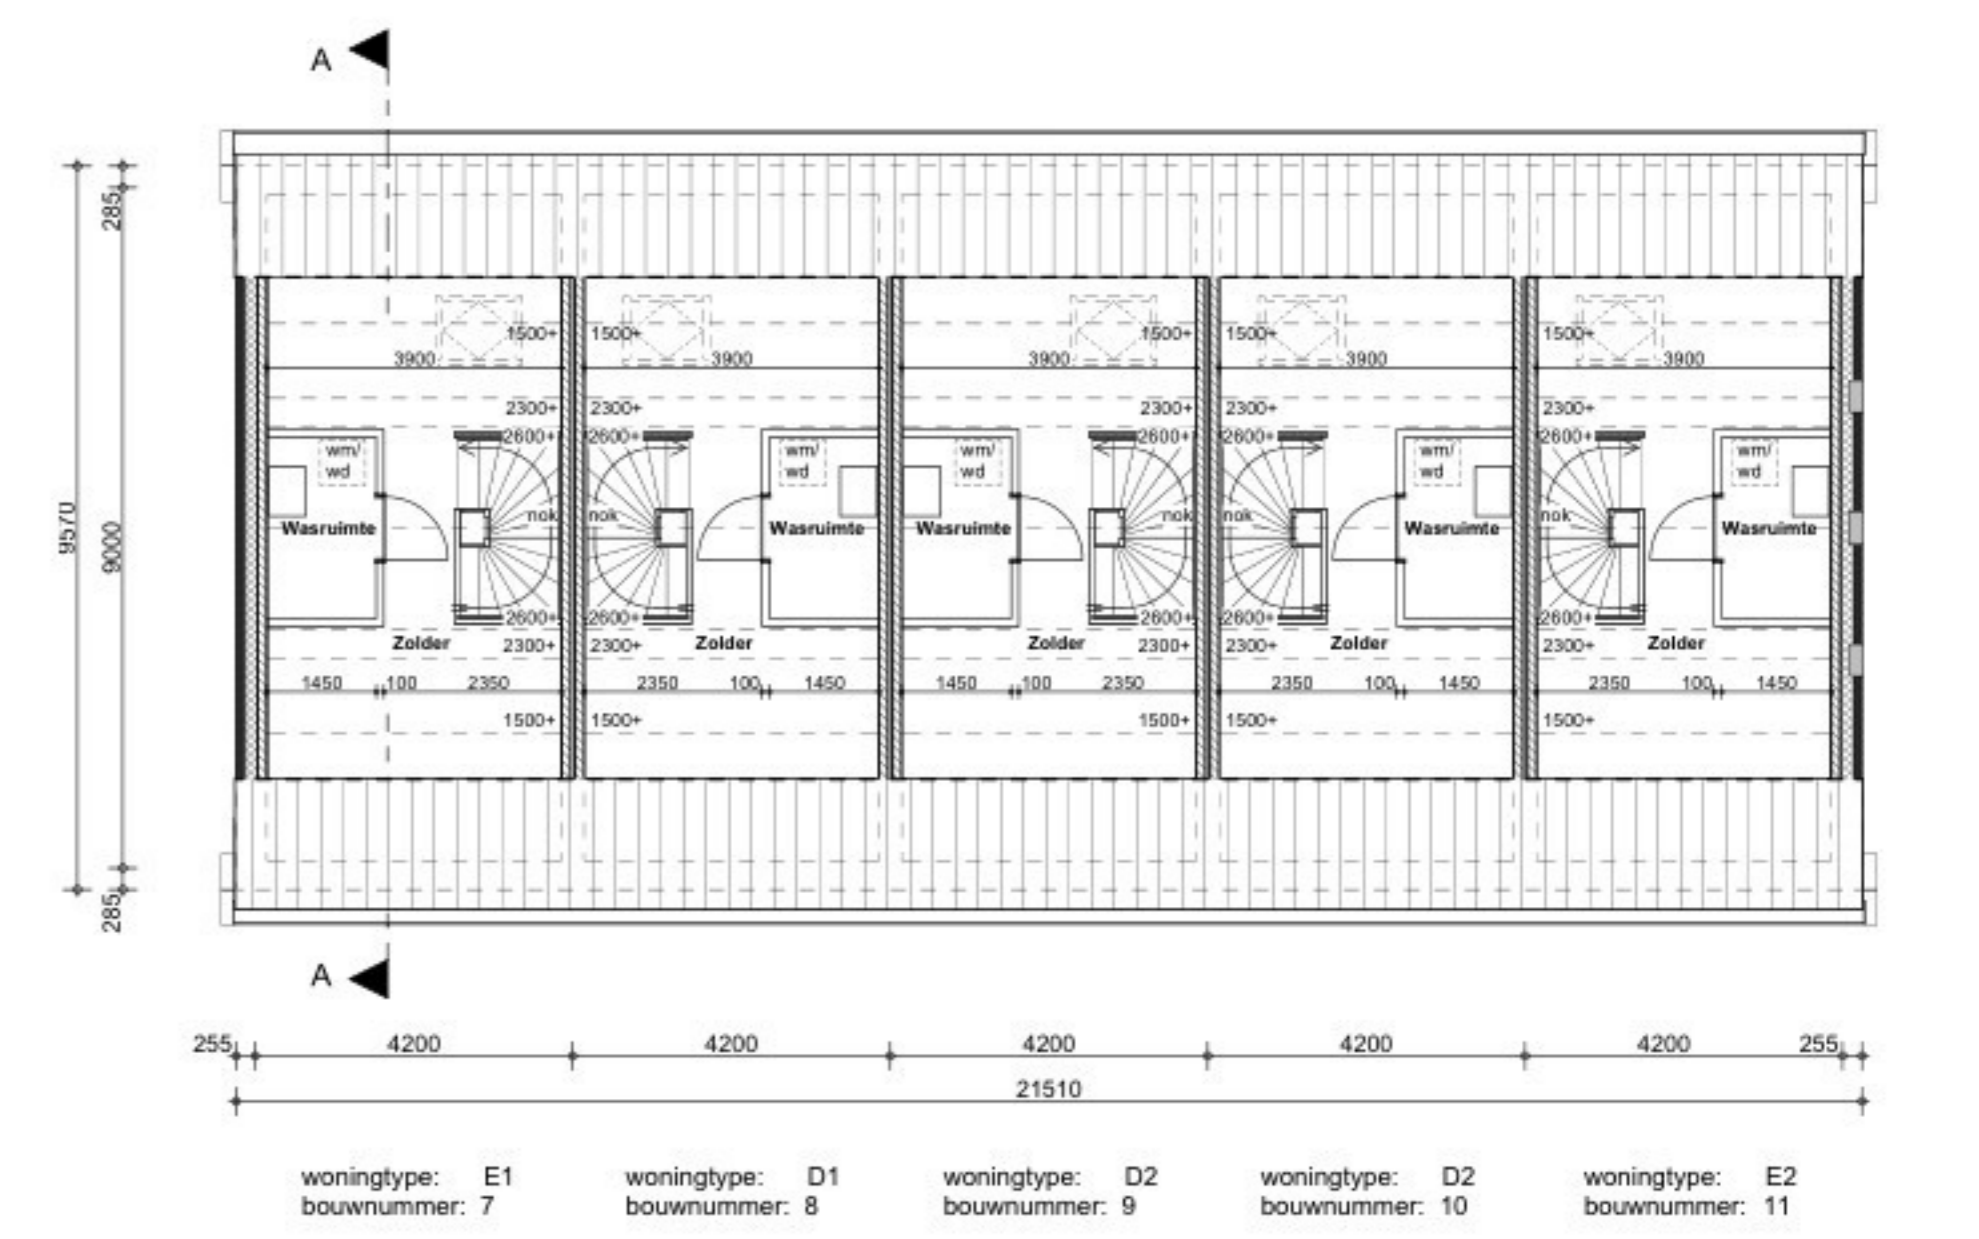 A
285
9570
9000
285
1500+ 1500+ 1500+ 1500+ 1500+
3900 3900 3900 3900 3900
2300+ 2300+ 2300+ 2300+ 2300+
2600+ 2600+ 2600+ 2600+ 2600+
wm/ wm/ wm/ wm/ wm/
wd wd wd wd wd
nok nok nok nok nok
Wasruimte Wasruimte Wasruimte Wasruimte Wasruimte
2600+ 2600+ 2600+ 2600+ 2600+
Zolder Zolder Zolder Zolder Zolder
2300+ 2300+ 2300+ 2300+ 2300+
1450 100 2350 2350 100 1450 1450 100 2350 2350 100 1450 2350 100 1450
1500+ 1500+ 1500+ 1500+ 1500+
A
255 4200 4200 4200 4200 4200 255
21510
woningtype: E1 woningtype: D1 woningtype: D2 woningtype: D2 woningtype: E2
bouwnummer: 7 bouwnummer: 8 bouwnummer: 9 bouwnummer: 10 bouwnummer: 11